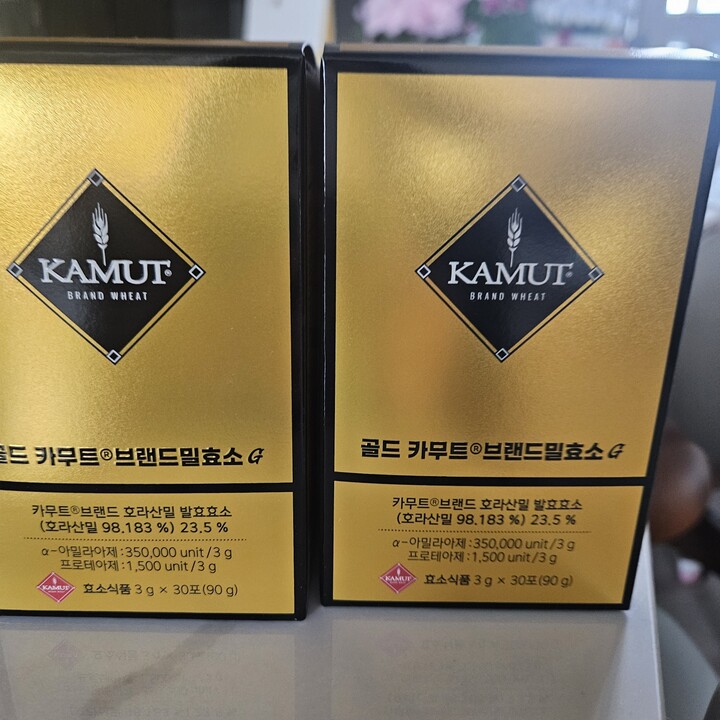 KAMUT®
BRAND WHEAT
골드 카무트®브랜드밀효소 G
카무트®브랜드 호라산밀 발효효소
(호라산밀 98.183 %) 23.5 %
α-아밀라아제:350,000 unit/3 g
프로테아제:1,500 unit/3 g
KAMUT
효소식품 3 g × 30포(90 g)
KAMUT®
BRAND WHEAT
골드 카무트®브랜드밀효소 G
카무트®브랜드 호라산밀 발효효소
(호라산밀 98.183 %) 23.5 %
α-아밀라아제:350,000 unit/3 g
프로테아제:1,500 unit/3 g
KAMUT
효소식품 3 g × 30포(90 g)